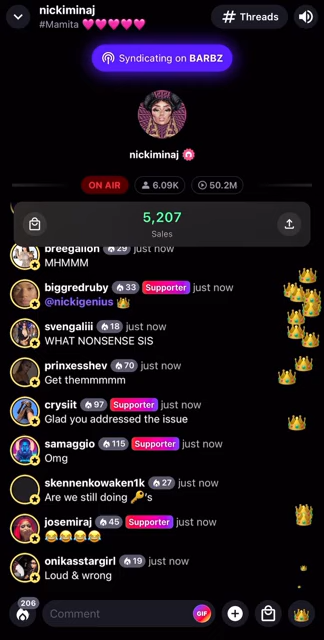 nickiminaj
#Mamita 💗💗💗💗💗
# Threads
Syndicating on BARBZ
nickiminaj
ON AIR 6.09K 50.2M
5,207
Sales
breegallon 29 just now
MHMMM
biggredruby 33 Supporter just now
@nickigenius 👑
svengaliii 18 just now
WHAT NONSENSE SIS
prinxesshev 70 just now
Get themmmmm
crysiit 97 Supporter just now
Glad you addressed the issue
samaggio 115 Supporter just now
Omg
skennenkowaken1k 27 just now
Are we still doing 🔑's
josemiraj 45 Supporter just now
😂😂😂😂
onikasstargirl 19 just now
Loud & wrong
206
Comment GIF